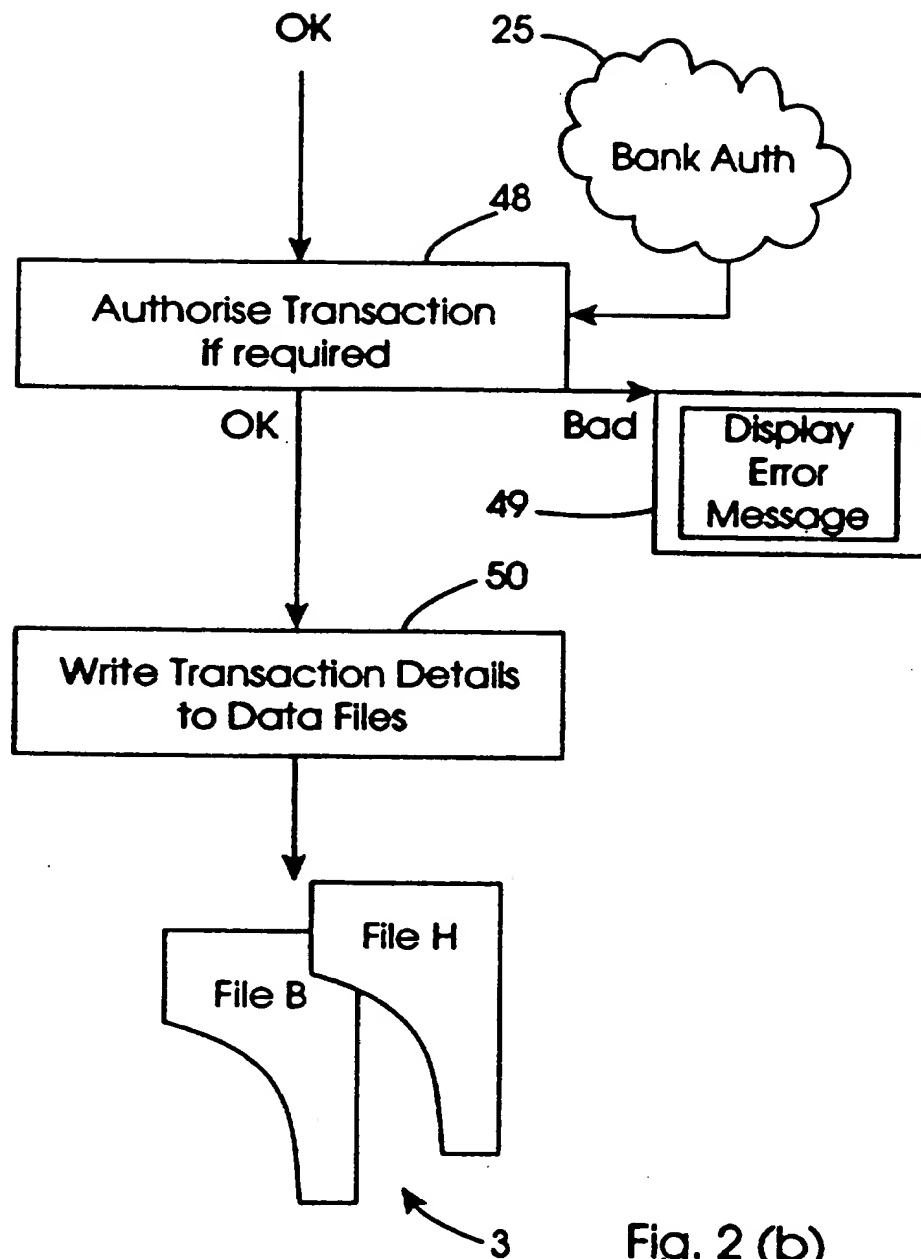 OK
25
Bank Auth
48
Authorise Transaction
if required
OK
Bad
Display
Error
Message
49
50
Write Transaction Details
to Data Files
File H
File B
3
Fig. 2 (b)